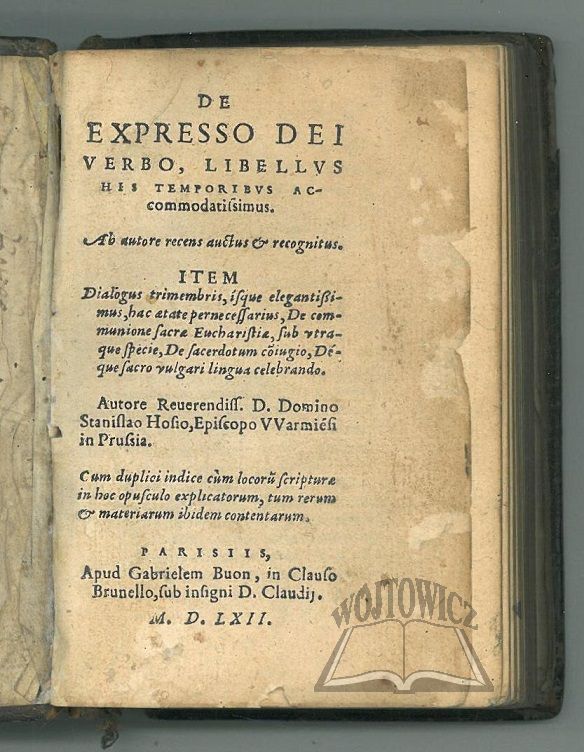 DE
EXPRESSO DEI
VERBO, LIBELLVS
HIS TEMPORIBVS AC-
commodatiſsimus.
Ab autore recens auctus & recognitus.
ITEM
Dialogus trimembris, iſque elegantißi-
mus, hac ætate perneceſſarius, De com-
munione ſacræ Euchariſtiæ, ſub vtra-
que ſpecie, De ſacerdotum cõiugio, Dé-
que ſacro vulgari lingua celebrando.
Autore Reuerendiſſ. D. Domino
Stanislao Hoſio, Epiſcopo VVarmiẽſi
in Pruſsia.
Cum duplici indice cùm locorũ ſcripturæ
in hoc opuſculo explicatorum, tum rerum
& materiarum ibidem contentarum.
PARISIIS,
Apud Gabrielem Buon, in Clauſo
Brunello, ſub inſigni D. Claudij.
M. D. LXII.
WÓJTOWICZ